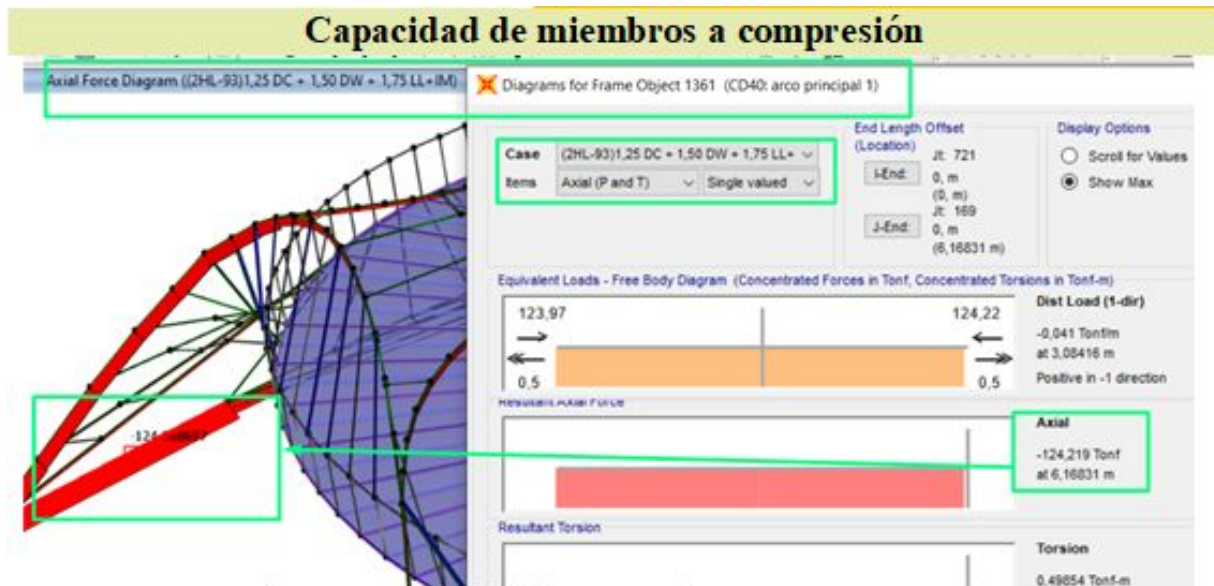 Capacidad de miembros a compresión
Axial Force Diagram ((2HL-93)1,25 DC + 1,50 DW + 1,75 LL+IM)
Diagrams for Frame Object 1361 (CD40: arco principal 1)
Case
(2HL-93)1,25 DC + 1,50 DW + 1,75 LL+
Items
Axial (P and T)
Single valued
End Length Offset
(Location)
I-End:
Jt: 721
0, m
(0, m)
J-End:
Jt: 169
0, m
(6,16831 m)
Display Options
Scroll for Values
Show Max
Equivalent Loads - Free Body Diagram (Concentrated Forces in Tonf, Concentrated Torsions in Tonf-m)
123,97
124,22
0,5
0,5
Dist Load (1-dir)
-0,041 Tonf/m
at 3,08416 m
Positive in -1 direction
Resultant Axial Force
Axial
-124,219 Tonf
at 6,16831 m
Resultant Torsion
Torsion
0,49854 Tonf-m